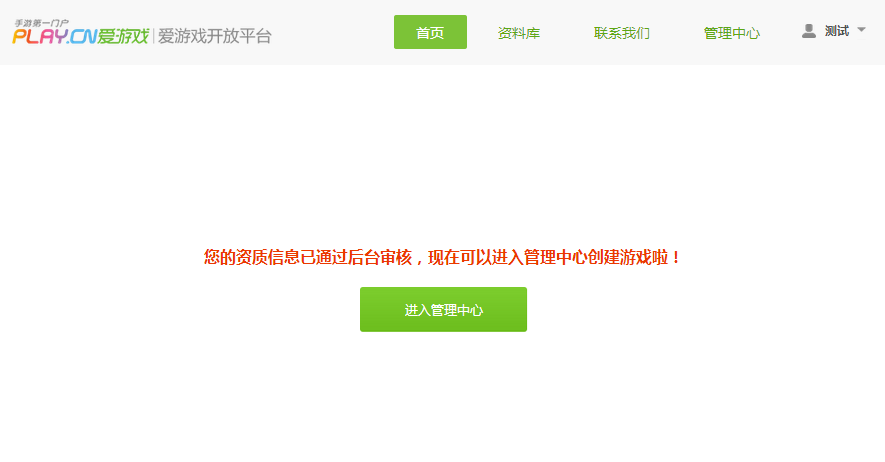 手游第一门户
PLAY.CN爱游戏 爱游戏开放平台
首页 资料库 联系我们 管理中心 测试
您的资质信息已通过后台审核，现在可以进入管理中心创建游戏啦！
进入管理中心